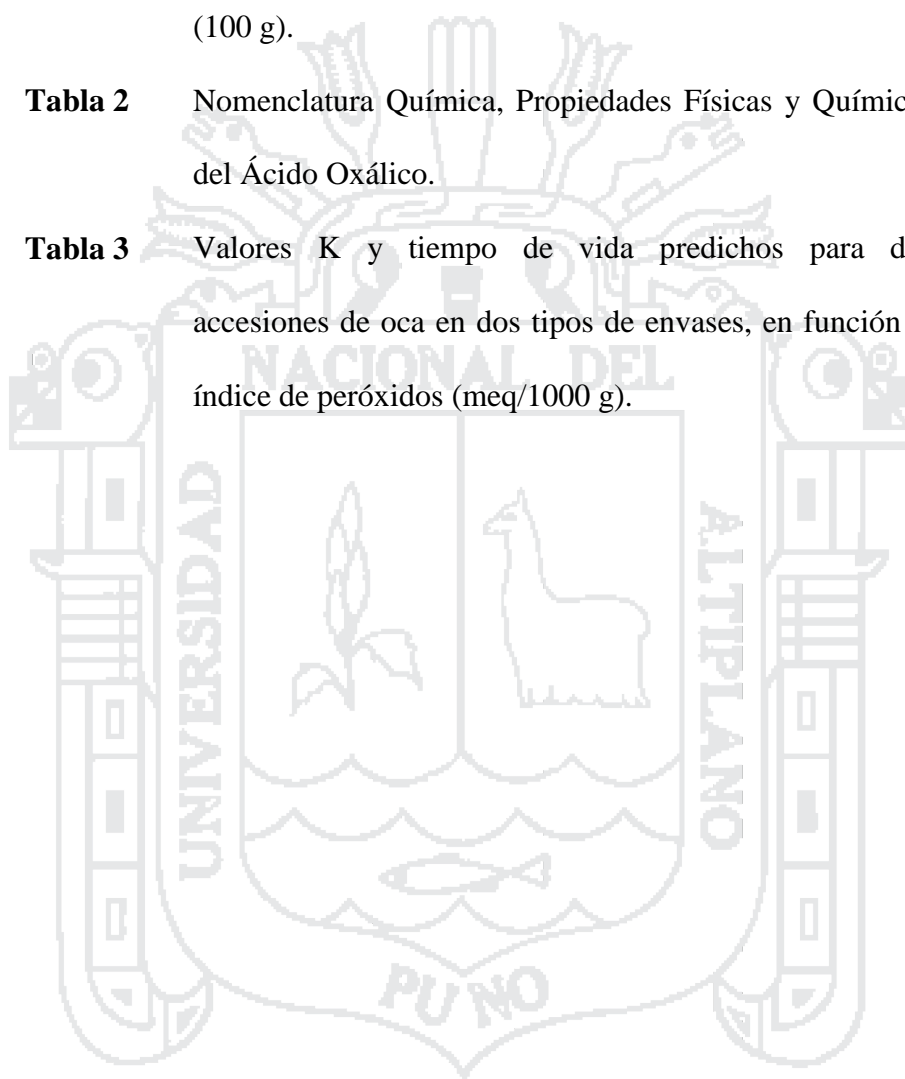 (100 g).
Tabla 2 Nomenclatura Química, Propiedades Físicas y Químic
del Ácido Oxálico.
Tabla 3 Valores K y tiempo de vida predichos para d
accesiones de oca en dos tipos de envases, en función
índice de peróxidos (meq/1000 g).
NACIONAL DEL
UNIVERSIDAD
ALTIPLANO
PUNO